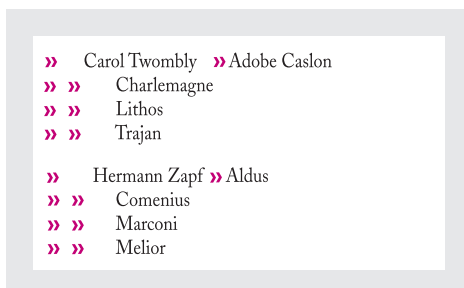 » Carol Twombly » Adobe Caslon
» » Charlemagne
» » Lithos
» » Trajan
» Hermann Zapf » Aldus
» » Comenius
» » Marconi
» » Melior